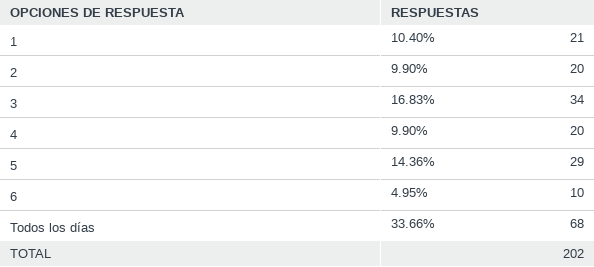 OPCIONES DE RESPUESTA RESPUESTAS
1 10.40% 21
2 9.90% 20
3 16.83% 34
4 9.90% 20
5 14.36% 29
6 4.95% 10
Todos los días 33.66% 68
TOTAL 202